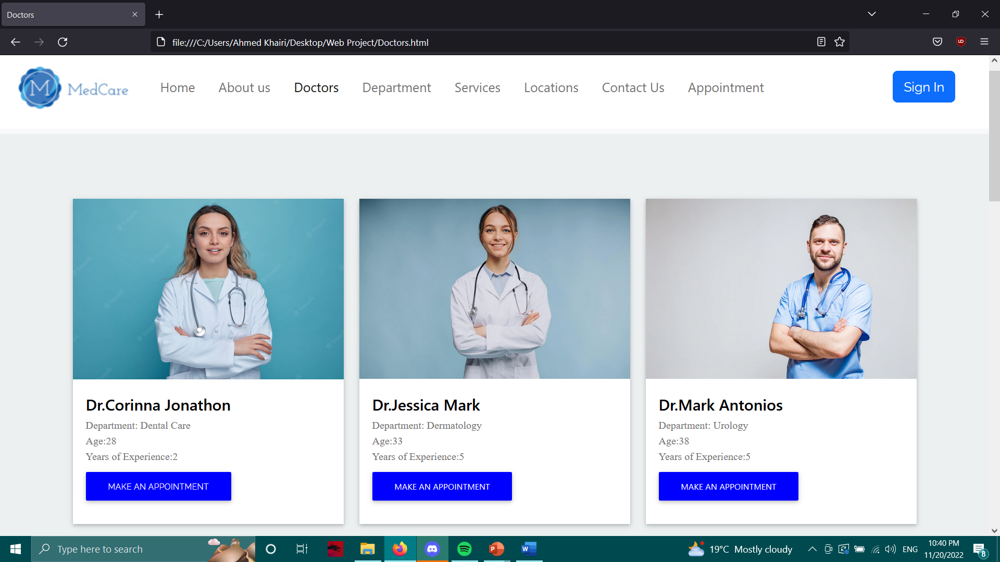 Doctors
file:///C:/Users/Ahmed Khairi/Desktop/Web Project/Doctors.html
M MedCare
Home About us Doctors Department Services Locations Contact Us Appointment
Sign In
Dr.Corinna Jonathon
Department: Dental Care
Age:28
Years of Experience:2
MAKE AN APPOINTMENT
Dr.Jessica Mark
Department: Dermatology
Age:33
Years of Experience:5
MAKE AN APPOINTMENT
Dr.Mark Antonios
Department: Urology
Age:38
Years of Experience:5
MAKE AN APPOINTMENT
Type here to search
19°C Mostly cloudy
ENG
10:40 PM
11/20/2022
8